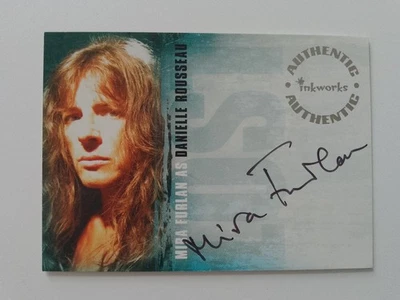 MIRA FURLAN AS DANIELLE ROUSSEAU
AUTHENTIC
inkworks
AUTHENTIC
Mira Furlan